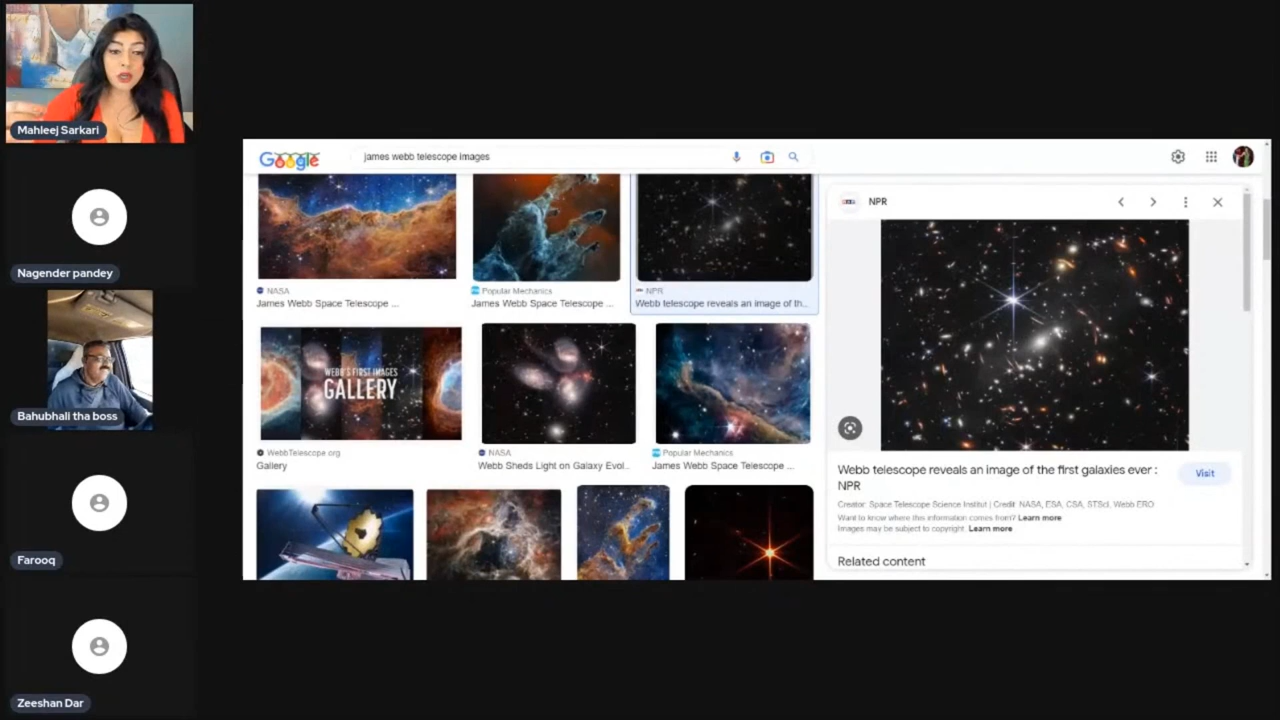 Mahleej Sarkari
Nagender pandey
Bahubhali tha boss
Farooq
Zeeshan Dar
Google
james webb telescope images
NASA
James Webb Space Telescope ...
Popular Mechanics
James Webb Space Telescope ...
NPR
Webb telescope reveals an image of th...
WEBB'S FIRST IMAGES
GALLERY
WebbTelescope.org
Gallery
NASA
Webb Sheds Light on Galaxy Evol...
Popular Mechanics
James Webb Space Telescope ...
NPR
Webb telescope reveals an image of the first galaxies ever :
NPR
Visit
Creator: Space Telescope Science Institut | Credit: NASA, ESA, CSA, STScI, Webb ERO
Want to know where this information comes from? Learn more
Images may be subject to copyright. Learn more
Related content